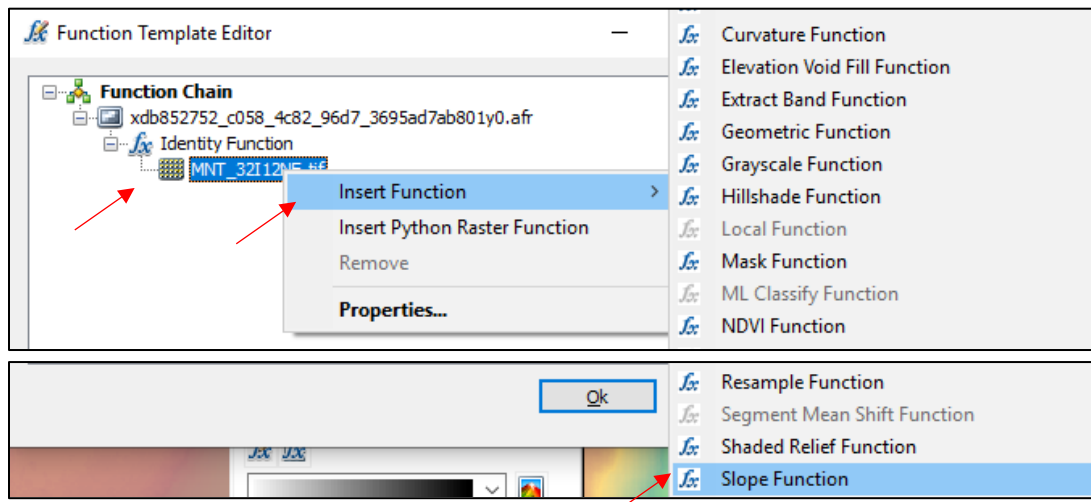 Function Template Editor
Function Chain
xdb852752_c058_4c82_96d7_3695ad7ab801y0.afr
Identity Function
MNT_32I12NE.tif
Insert Function
Insert Python Raster Function
Remove
Properties...
Curvature Function
Elevation Void Fill Function
Extract Band Function
Geometric Function
Grayscale Function
Hillshade Function
Local Function
Mask Function
ML Classify Function
NDVI Function
Ok
Resample Function
Segment Mean Shift Function
Shaded Relief Function
Slope Function